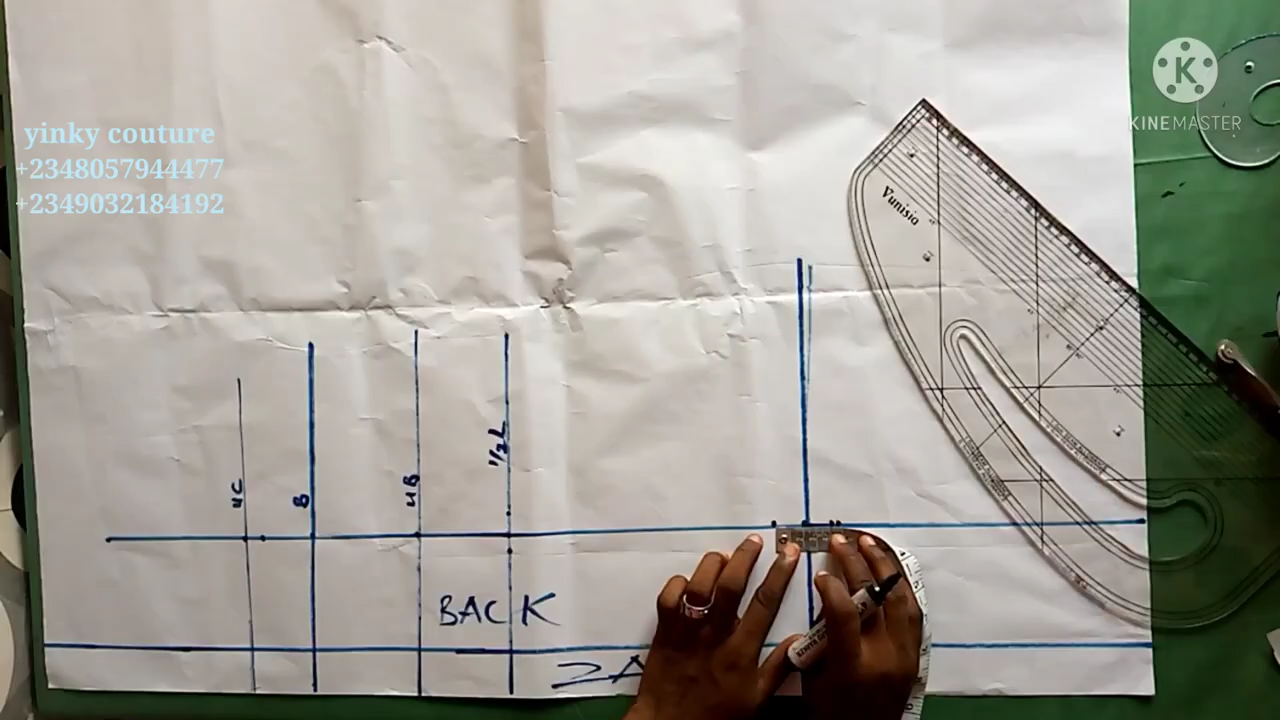 yinky couture
+2348057944477
+2349032184192
KINEMASTER
Vunisia
UC
B
UB
1/2L
BACK